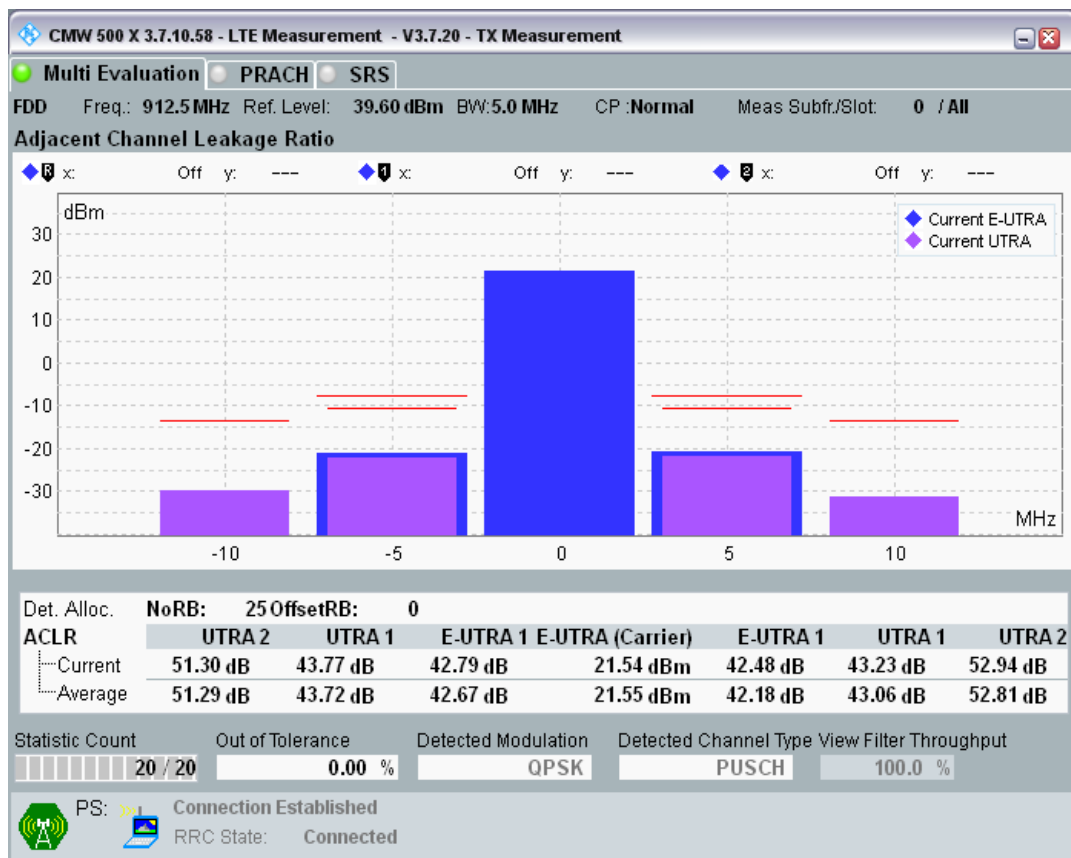 CMW 500 X 3.7.10.58 - LTE Measurement - V3.7.20 - TX Measurement
Multi Evaluation PRACH SRS
FDD Freq.: 912.5 MHz Ref. Level: 39.60 dBm BW:5.0 MHz CP :Normal Meas Subfr./Slot: 0 / All
Adjacent Channel Leakage Ratio
R x: Off y: --- 1 x: Off y: --- 2 x: Off y: ---
dBm
Current E-UTRA
Current UTRA
30
20
10
0
-10
-20
-30
MHz
-10 -5 0 5 10
Det. Alloc. NoRB: 25 OffsetRB: 0
ACLR UTRA 2 UTRA 1 E-UTRA 1 E-UTRA (Carrier) E-UTRA 1 UTRA 1 UTRA 2
Current 51.30 dB 43.77 dB 42.79 dB 21.54 dBm 42.48 dB 43.23 dB 52.94 dB
Average 51.29 dB 43.72 dB 42.67 dB 21.55 dBm 42.18 dB 43.06 dB 52.81 dB
Statistic Count Out of Tolerance Detected Modulation Detected Channel Type View Filter Throughput
20 / 20 0.00 % QPSK PUSCH 100.0 %
PS: Connection Established
RRC State: Connected